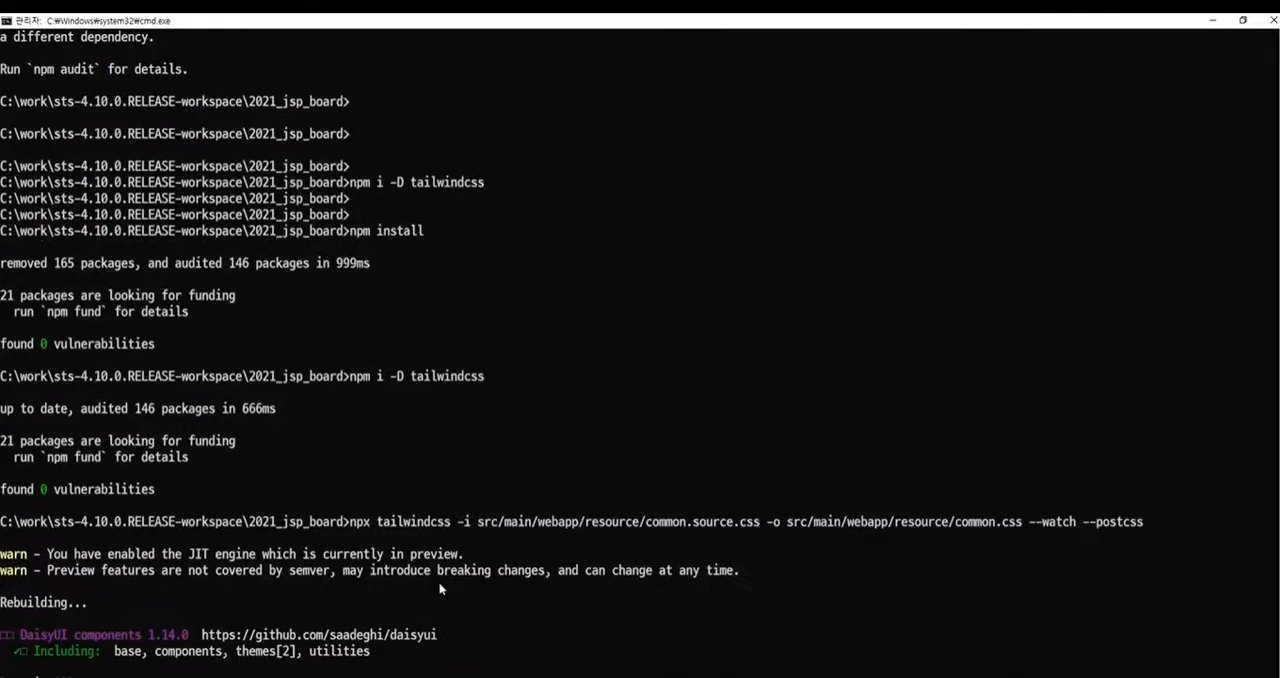 관리자: C:₩Windows₩system32₩cmd.exe
a different dependency.
Run `npm audit` for details.
C:\work\sts-4.10.0.RELEASE-workspace\2021_jsp_board>
C:\work\sts-4.10.0.RELEASE-workspace\2021_jsp_board>
C:\work\sts-4.10.0.RELEASE-workspace\2021_jsp_board>
C:\work\sts-4.10.0.RELEASE-workspace\2021_jsp_board>npm i -D tailwindcss
C:\work\sts-4.10.0.RELEASE-workspace\2021_jsp_board>
C:\work\sts-4.10.0.RELEASE-workspace\2021_jsp_board>
C:\work\sts-4.10.0.RELEASE-workspace\2021_jsp_board>npm install
removed 165 packages, and audited 146 packages in 999ms
21 packages are looking for funding
run `npm fund` for details
found 0 vulnerabilities
C:\work\sts-4.10.0.RELEASE-workspace\2021_jsp_board>npm i -D tailwindcss
up to date, audited 146 packages in 666ms
21 packages are looking for funding
run `npm fund` for details
found 0 vulnerabilities
C:\work\sts-4.10.0.RELEASE-workspace\2021_jsp_board>npx tailwindcss -i src/main/webapp/resource/common.source.css -o src/main/webapp/resource/common.css --watch --postcss
warn - You have enabled the JIT engine which is currently in preview.
warn - Preview features are not covered by semver, may introduce breaking changes, and can change at any time.
Rebuilding...
DaisyUI components 1.14.0 https://github.com/saadeghi/daisyui
✓ Including: base, components, themes[2], utilities